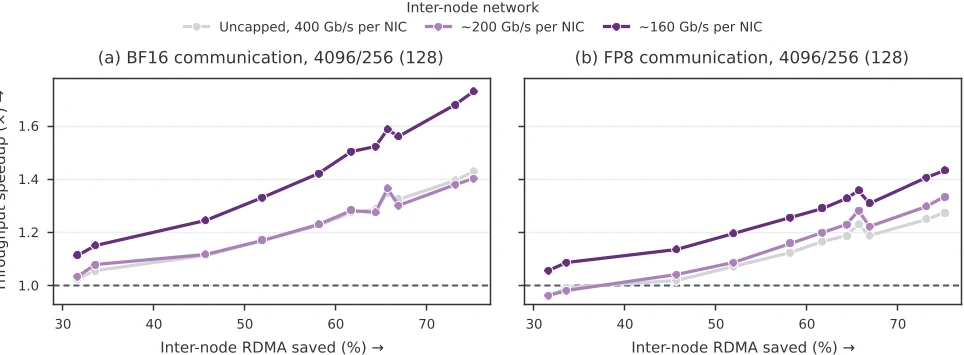 Inter-node network
Uncapped, 400 Gb/s per NIC ~200 Gb/s per NIC ~160 Gb/s per NIC
(a) BF16 communication, 4096/256 (128) (b) FP8 communication, 4096/256 (128)
Throughput speedup (×) →
1.6
1.4
1.2
1.0
30 40 50 60 70 30 40 50 60 70
Inter-node RDMA saved (%) → Inter-node RDMA saved (%) →